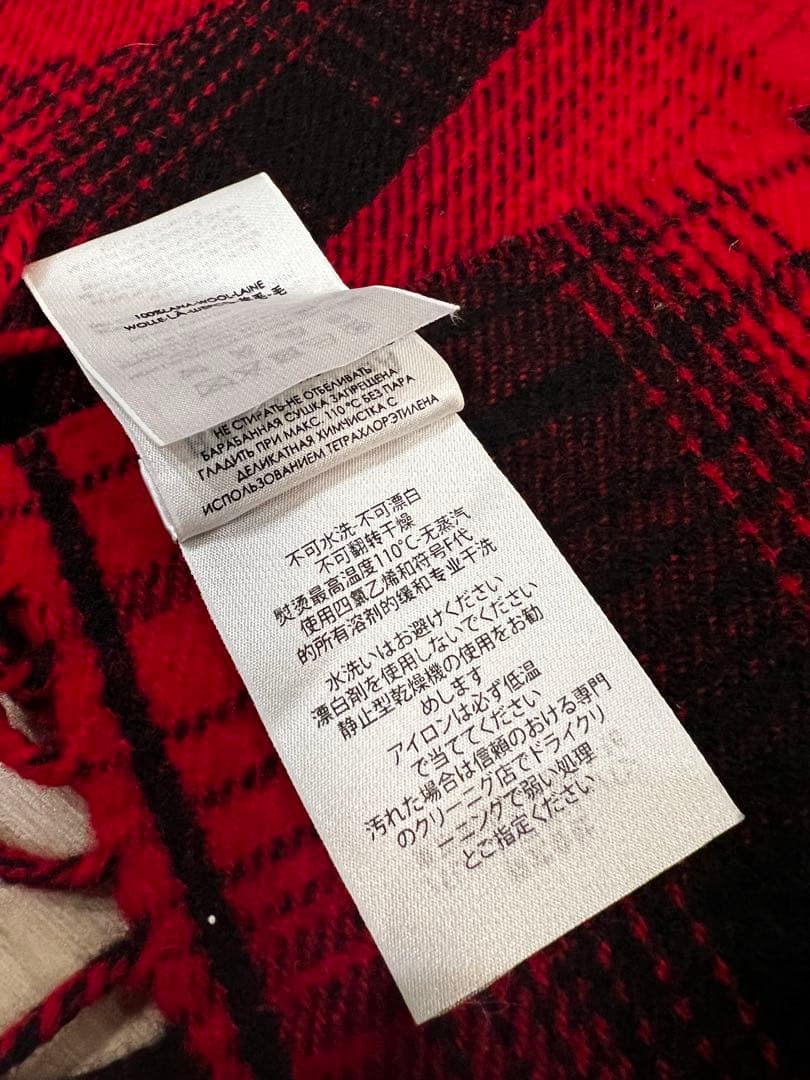 100%LANA-WOOL-LAINE
НЕ СТИРАТЬ НЕ ОТБЕЛИВАТЬ
БАРАБАННАЯ СУШКА ЗАПРЕЩЕНА
ГЛАДИТЬ ПРИ МАКС. 110 °C БЕЗ ПАРА
ДЕЛИКАТНАЯ ХИМЧИСТКА С
ИСПОЛЬЗОВАНИЕМ ТЕТРАХЛОРЭТИЛЕНА
不可水洗-不可漂白
不可翻转干燥
熨烫最高温度110℃-无蒸汽
使用四氯乙烯和符号F代
的所有溶剂的缓和专业干洗
水洗いはお避けください
漂白剤を使用しないでください
静止型乾燥機の使用をお勧
めします
アイロンは必ず低温
で当ててください
汚れた場合は信頼のおける専門
のクリーニング店でドライクリ
ーニングで弱い処理
とご指定ください